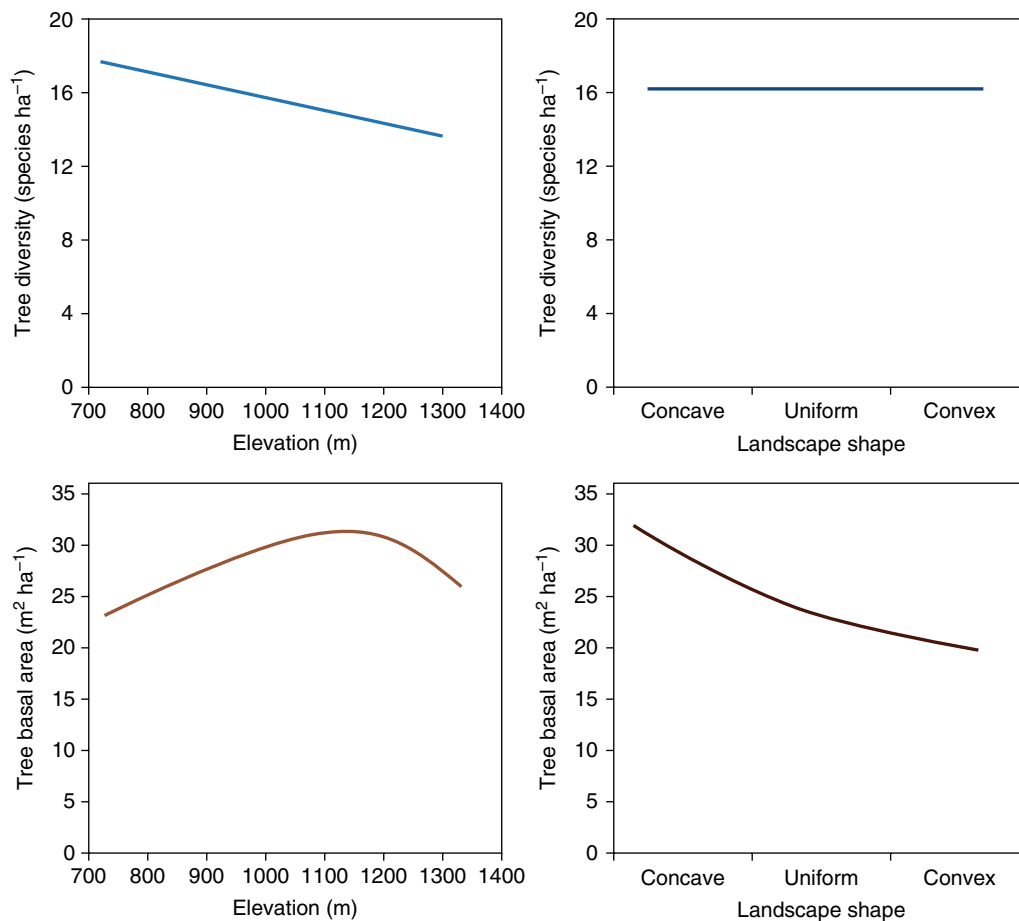 Tree diversity (species ha⁻¹)
20
16
12
8
4
0
700 800 900 1000 1100 1200 1300 1400
Elevation (m)
Tree diversity (species ha⁻¹)
20
16
12
8
4
0
Concave Uniform Convex
Landscape shape
Tree basal area (m² ha⁻¹)
35
30
25
20
15
10
5
0
700 800 900 1000 1100 1200 1300 1400
Elevation (m)
Tree basal area (m² ha⁻¹)
35
30
25
20
15
10
5
0
Concave Uniform Convex
Landscape shape